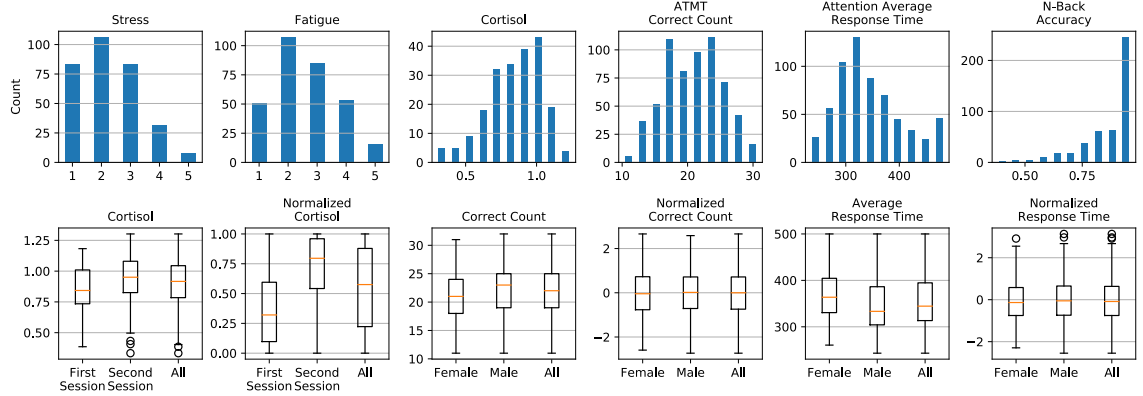 Stress
Count
100
75
50
25
0
1 2 3 4 5
Fatigue
100
75
50
25
0
1 2 3 4 5
Cortisol
40
30
20
10
0
0.5 1.0
ATMT
Correct Count
100
75
50
25
0
10 20 30
Attention Average
Response Time
100
50
0
300 400
N-Back
Accuracy
200
100
0
0.50 0.75
Cortisol
1.25
1.00
0.75
0.50
First
Session
Second
Session
All
Normalized
Cortisol
1.00
0.75
0.50
0.25
0.00
First
Session
Second
Session
All
Correct Count
30
25
20
15
10
Female Male All
Normalized
Correct Count
2
0
−2
Female Male All
Average
Response Time
500
400
300
Female Male All
Normalized
Response Time
2
0
−2
Female Male All